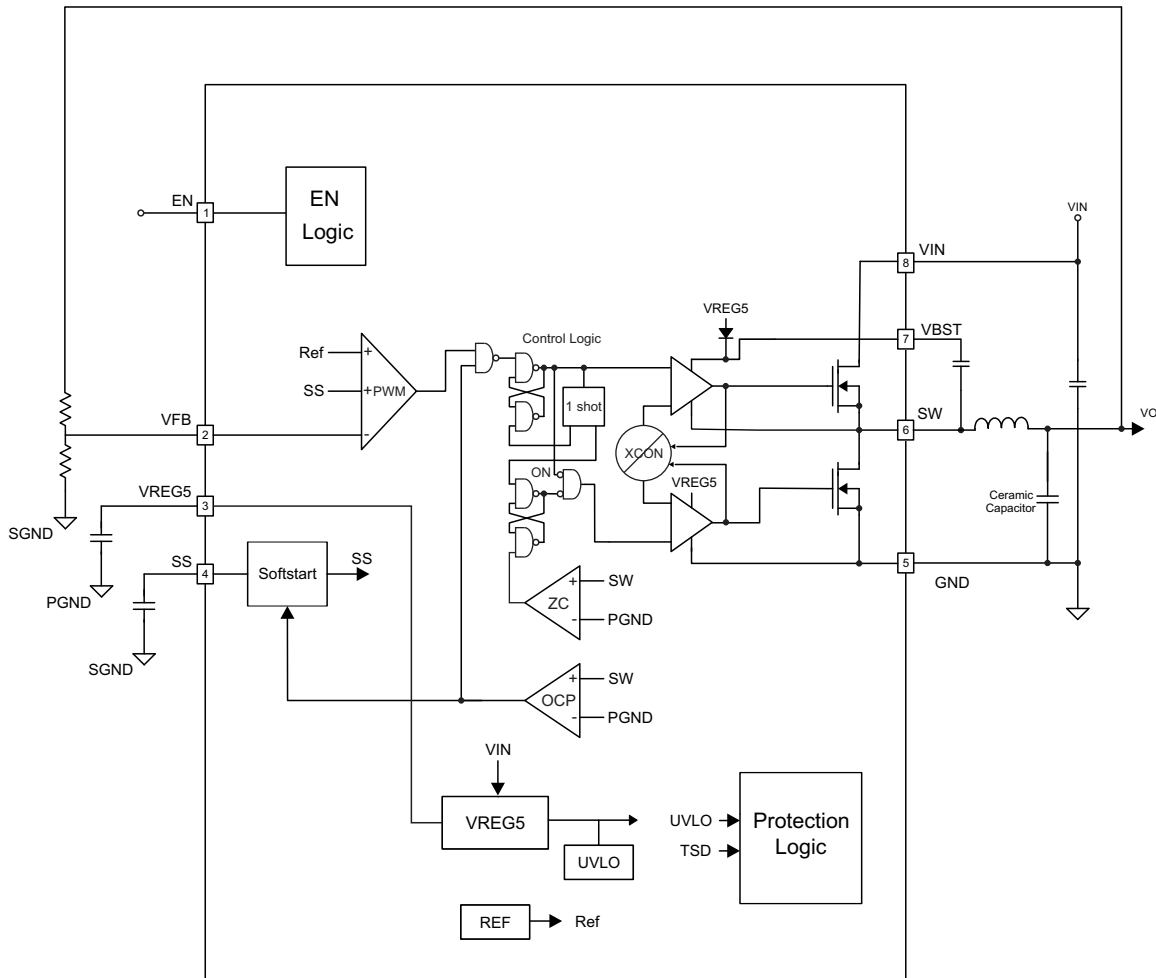 EN
1
EN
Logic
VIN
VIN
8
VREG5
VBST
7
Control Logic
Ref
+
SS
+
PWM
-
1 shot
VFB
2
SW
6
VO
XCON
ON
VREG5
VREG5
3
Ceramic
Capacitor
SGND
SS
4
Softstart
SS
5
GND
PGND
+
SW
ZC
-
PGND
SGND
+
SW
OCP
-
PGND
VIN
VREG5
UVLO
UVLO
TSD
Protection
Logic
REF
Ref